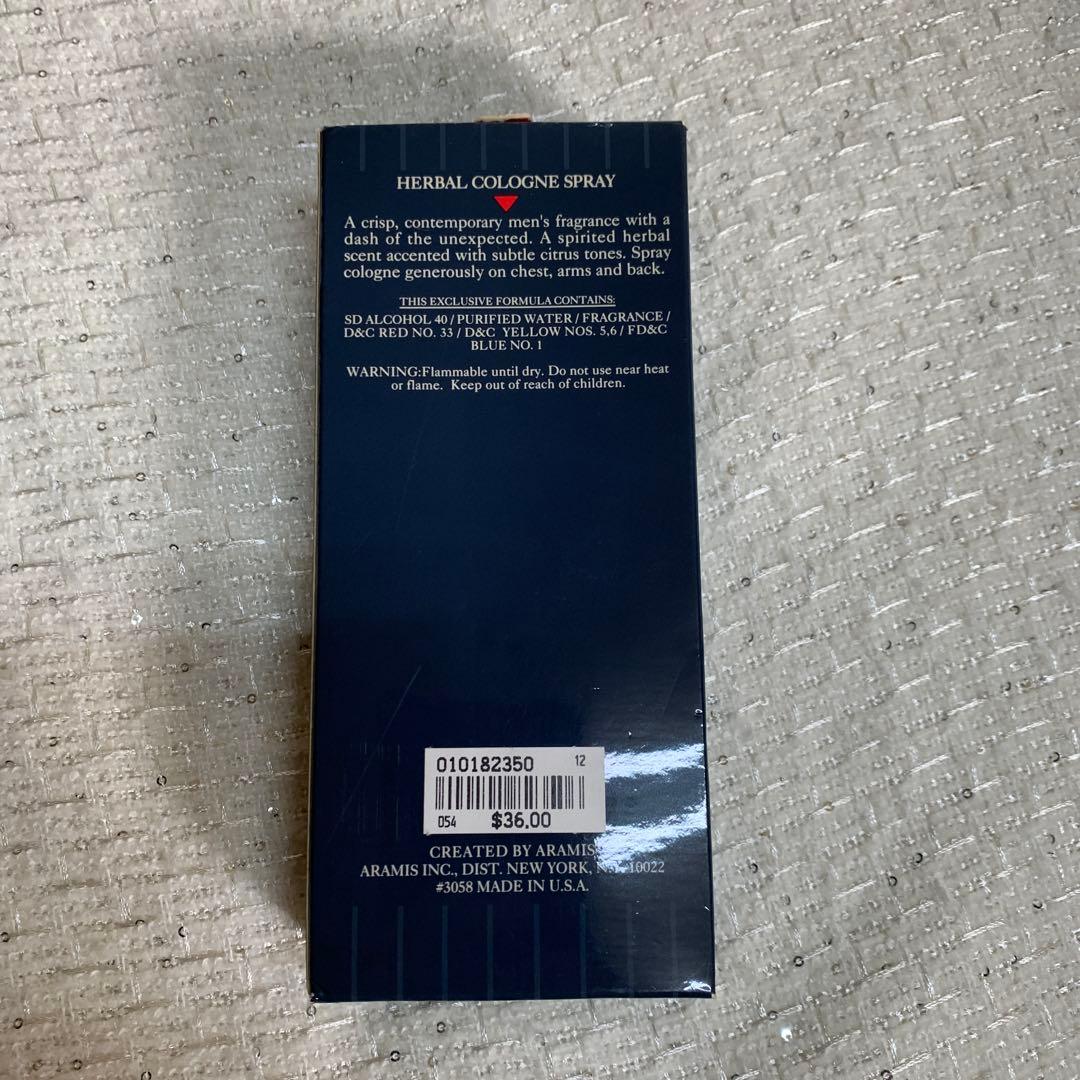 HERBAL COLOGNE SPRAY
A crisp, contemporary men's fragrance with a
dash of the unexpected. A spirited herbal
scent accented with subtle citrus tones. Spray
cologne generously on chest, arms and back.
THIS EXCLUSIVE FORMULA CONTAINS:
SD ALCOHOL 40 / PURIFIED WATER / FRAGRANCE /
D&C RED NO. 33 / D&C YELLOW NOS. 5,6 / FD&C
BLUE NO. 1
WARNING:Flammable until dry. Do not use near heat
or flame. Keep out of reach of children.
010182350 12
054 $36.00
CREATED BY ARAMIS
ARAMIS INC., DIST. NEW YORK, 10022
#3058 MADE IN U.S.A.